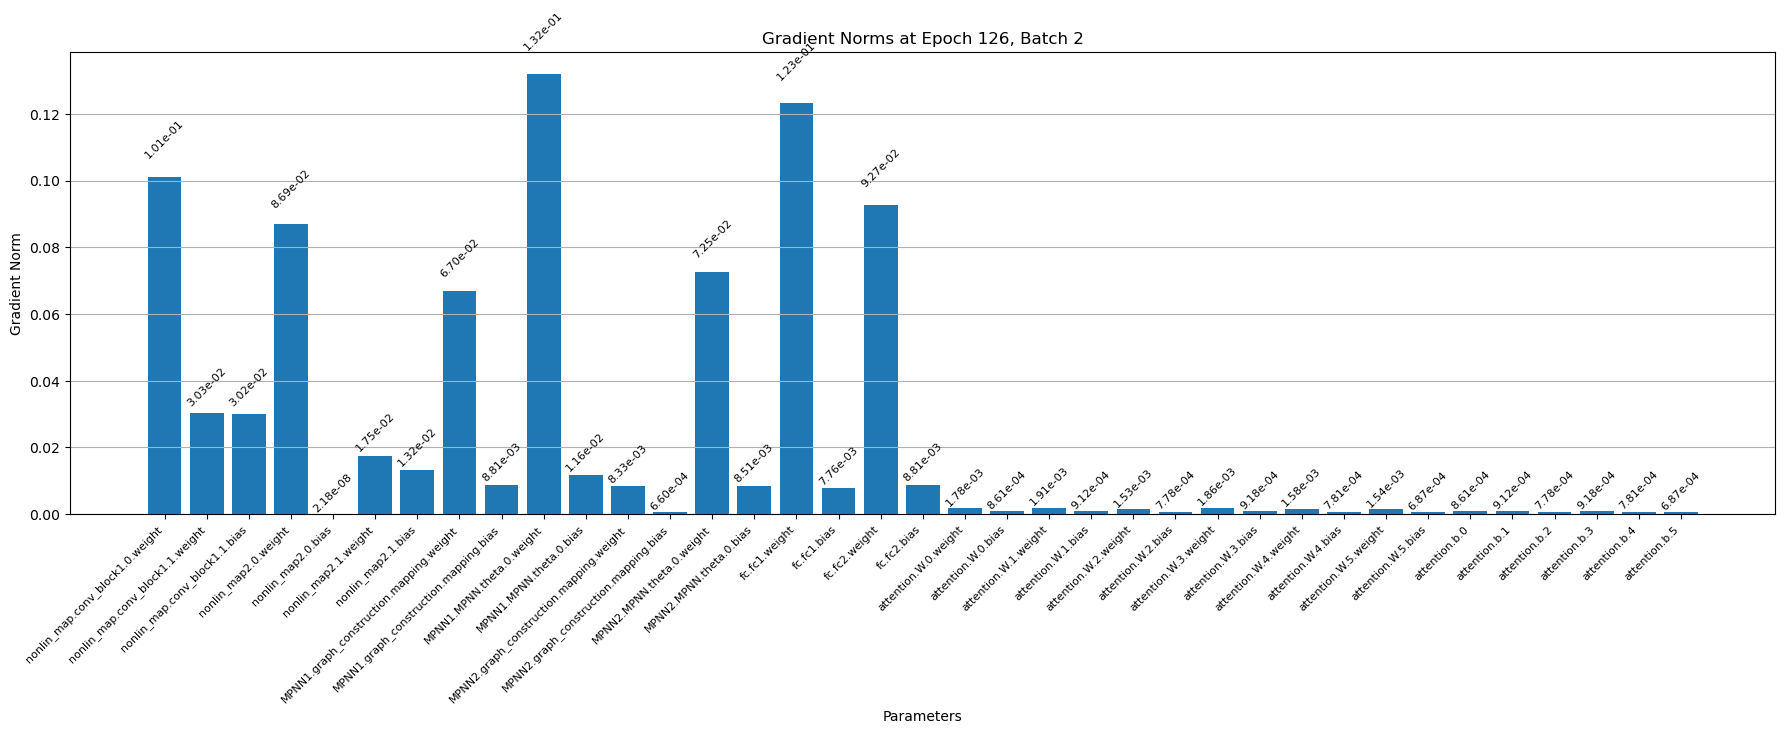 Gradient Norms at Epoch 126, Batch 2
Gradient Norm
0.12
0.10
0.08
0.06
0.04
0.02
0.00
1.01e-01
3.03e-02
3.02e-02
8.69e-02
2.18e-08
1.75e-02
1.32e-02
6.70e-02
8.81e-03
1.32e-01
1.16e-02
8.33e-03
6.60e-04
7.25e-02
8.51e-03
1.23e-01
7.76e-03
9.27e-02
8.81e-03
1.78e-03
8.61e-04
1.91e-03
9.12e-04
1.53e-03
7.78e-04
1.86e-03
9.18e-04
1.58e-03
7.81e-04
1.54e-03
6.87e-04
8.61e-04
9.12e-04
7.78e-04
9.18e-04
7.81e-04
6.87e-04
nonlin_map.conv_block1.0.weight
nonlin_map.conv_block1.1.weight
nonlin_map.conv_block1.1.bias
nonlin_map2.0.weight
nonlin_map2.0.bias
nonlin_map2.1.weight
nonlin_map2.1.bias
MPNN1.graph_construction.mapping.weight
MPNN1.graph_construction.mapping.bias
MPNN1.MPNN.theta.0.weight
MPNN1.MPNN.theta.0.bias
MPNN2.graph_construction.mapping.weight
MPNN2.graph_construction.mapping.bias
MPNN2.MPNN.theta.0.weight
MPNN2.MPNN.theta.0.bias
fc.fc1.weight
fc.fc1.bias
fc.fc2.weight
fc.fc2.bias
attention.W.0.weight
attention.W.0.bias
attention.W.1.weight
attention.W.1.bias
attention.W.2.weight
attention.W.2.bias
attention.W.3.weight
attention.W.3.bias
attention.W.4.weight
attention.W.4.bias
attention.W.5.weight
attention.W.5.bias
attention.b.0
attention.b.1
attention.b.2
attention.b.3
attention.b.4
attention.b.5
Parameters